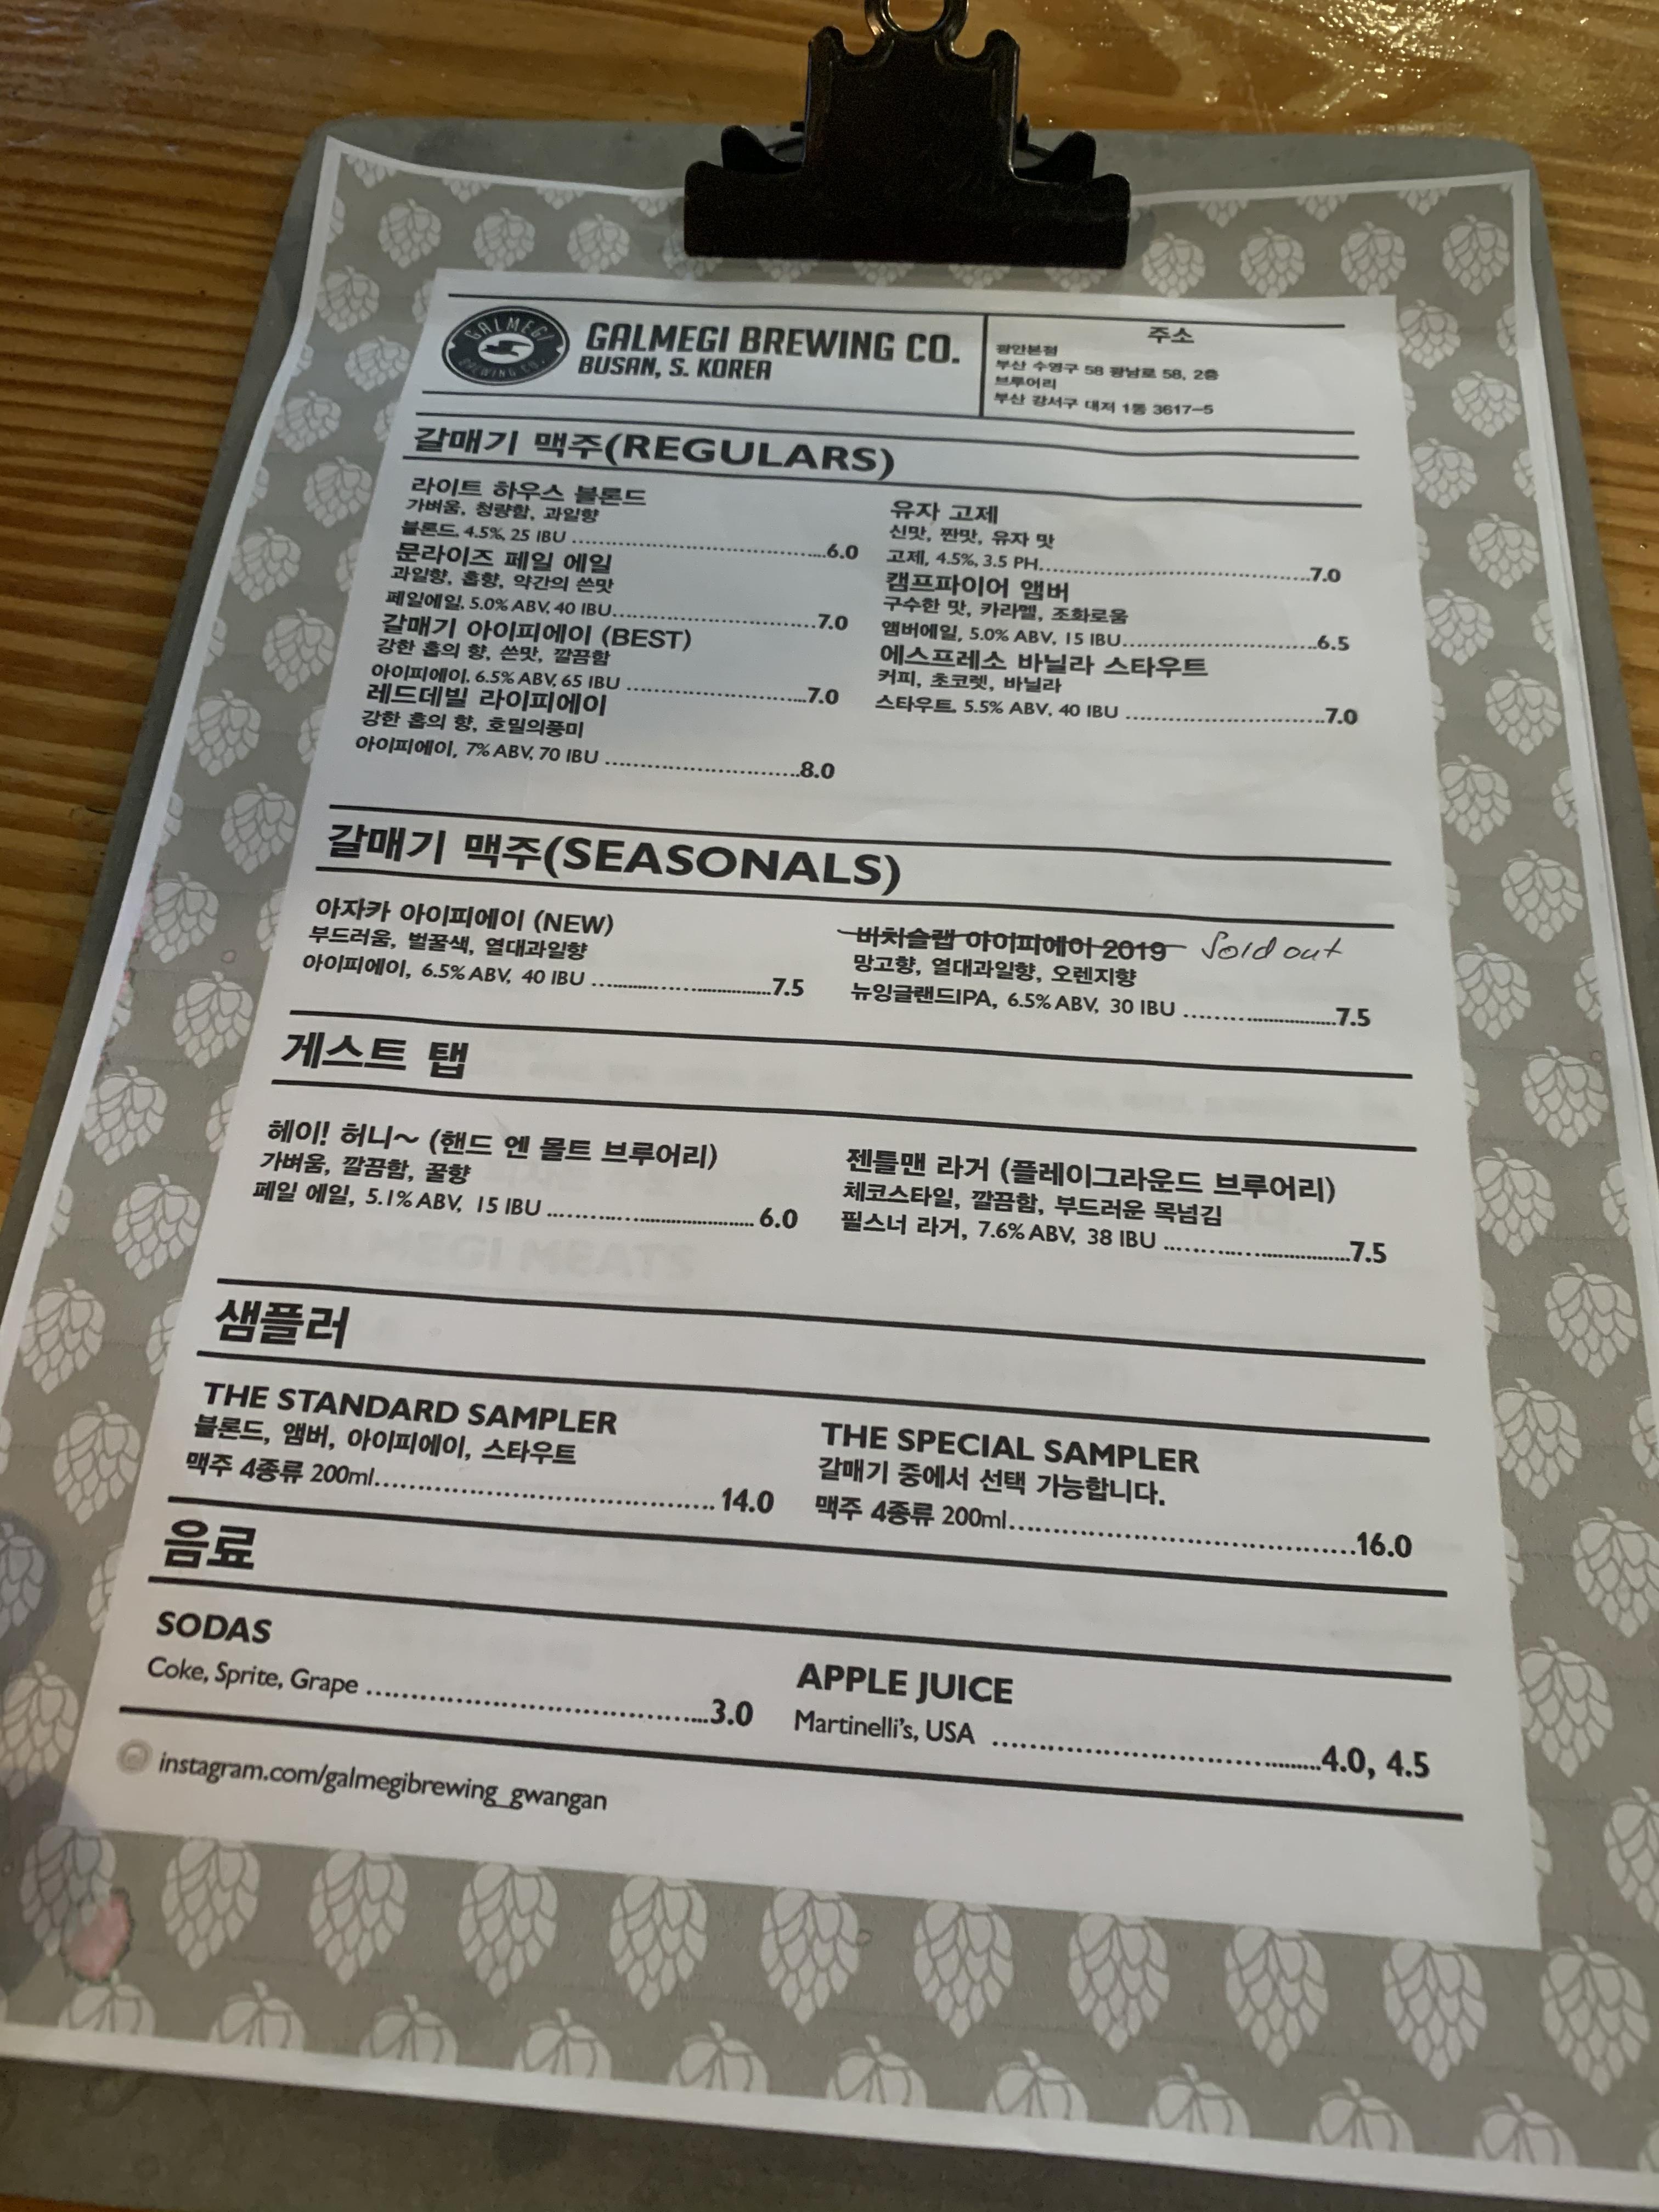 GALMEGI
BREWING CO.
GALMEGI BREWING CO.
BUSAN, S. KOREA
주소
광안본점
부산 수영구 58 광남로 58, 2층
브루어리
부산 강서구 대저 1동 3617-5
갈매기 맥주(REGULARS)
라이트 하우스 블론드
가벼움, 청량함, 과일향
블론드, 4.5%, 25 IBU ..............................6.0
문라이즈 페일 에일
과일향, 홉향, 약간의 쓴맛
페일에일, 5.0% ABV, 40 IBU..............................7.0
갈매기 아이피에이 (BEST)
강한 홉의 향, 쓴맛, 깔끔함
아이피에이, 6.5% ABV, 65 IBU ..............................7.0
레드데빌 라이피에이
강한 홉의 향, 호밀의풍미
아이피에이, 7% ABV, 70 IBU ..............................8.0
유자 고제
신맛, 짠맛, 유자 맛
고제, 4.5%, 3.5 PH..............................7.0
캠프파이어 앰버
구수한 맛, 카라멜, 조화로움
앰버에일, 5.0% ABV, 15 IBU..............................6.5
에스프레소 바닐라 스타우트
커피, 초코렛, 바닐라
스타우트, 5.5% ABV, 40 IBU ..............................7.0
갈매기 맥주(SEASONALS)
아자카 아이피에이 (NEW)
부드러움, 벌꿀색, 열대과일향
아이피에이, 6.5% ABV, 40 IBU ..............................7.5
버치슬랩 아이피에이 2019 Sold out
망고향, 열대과일향, 오렌지향
뉴잉글랜드IPA, 6.5% ABV, 30 IBU ..............................7.5
게스트 탭
헤이! 허니~ (핸드 엔 몰트 브루어리)
가벼움, 깔끔함, 꿀향
페일 에일, 5.1% ABV, 15 IBU .............................. 6.0
젠틀맨 라거 (플레이그라운드 브루어리)
체코스타일, 깔끔함, 부드러운 목넘김
필스너 라거, 7.6% ABV, 38 IBU ..............................7.5
샘플러
THE STANDARD SAMPLER
블론드, 앰버, 아이피에이, 스타우트
맥주 4종류 200ml.............................. 14.0
THE SPECIAL SAMPLER
갈매기 중에서 선택 가능합니다.
맥주 4종류 200ml..............................16.0
음료
SODAS
Coke, Sprite, Grape ..............................3.0
APPLE JUICE
Martinelli's, USA ..............................4.0, 4.5
instagram.com/galmegibrewing_gwangan